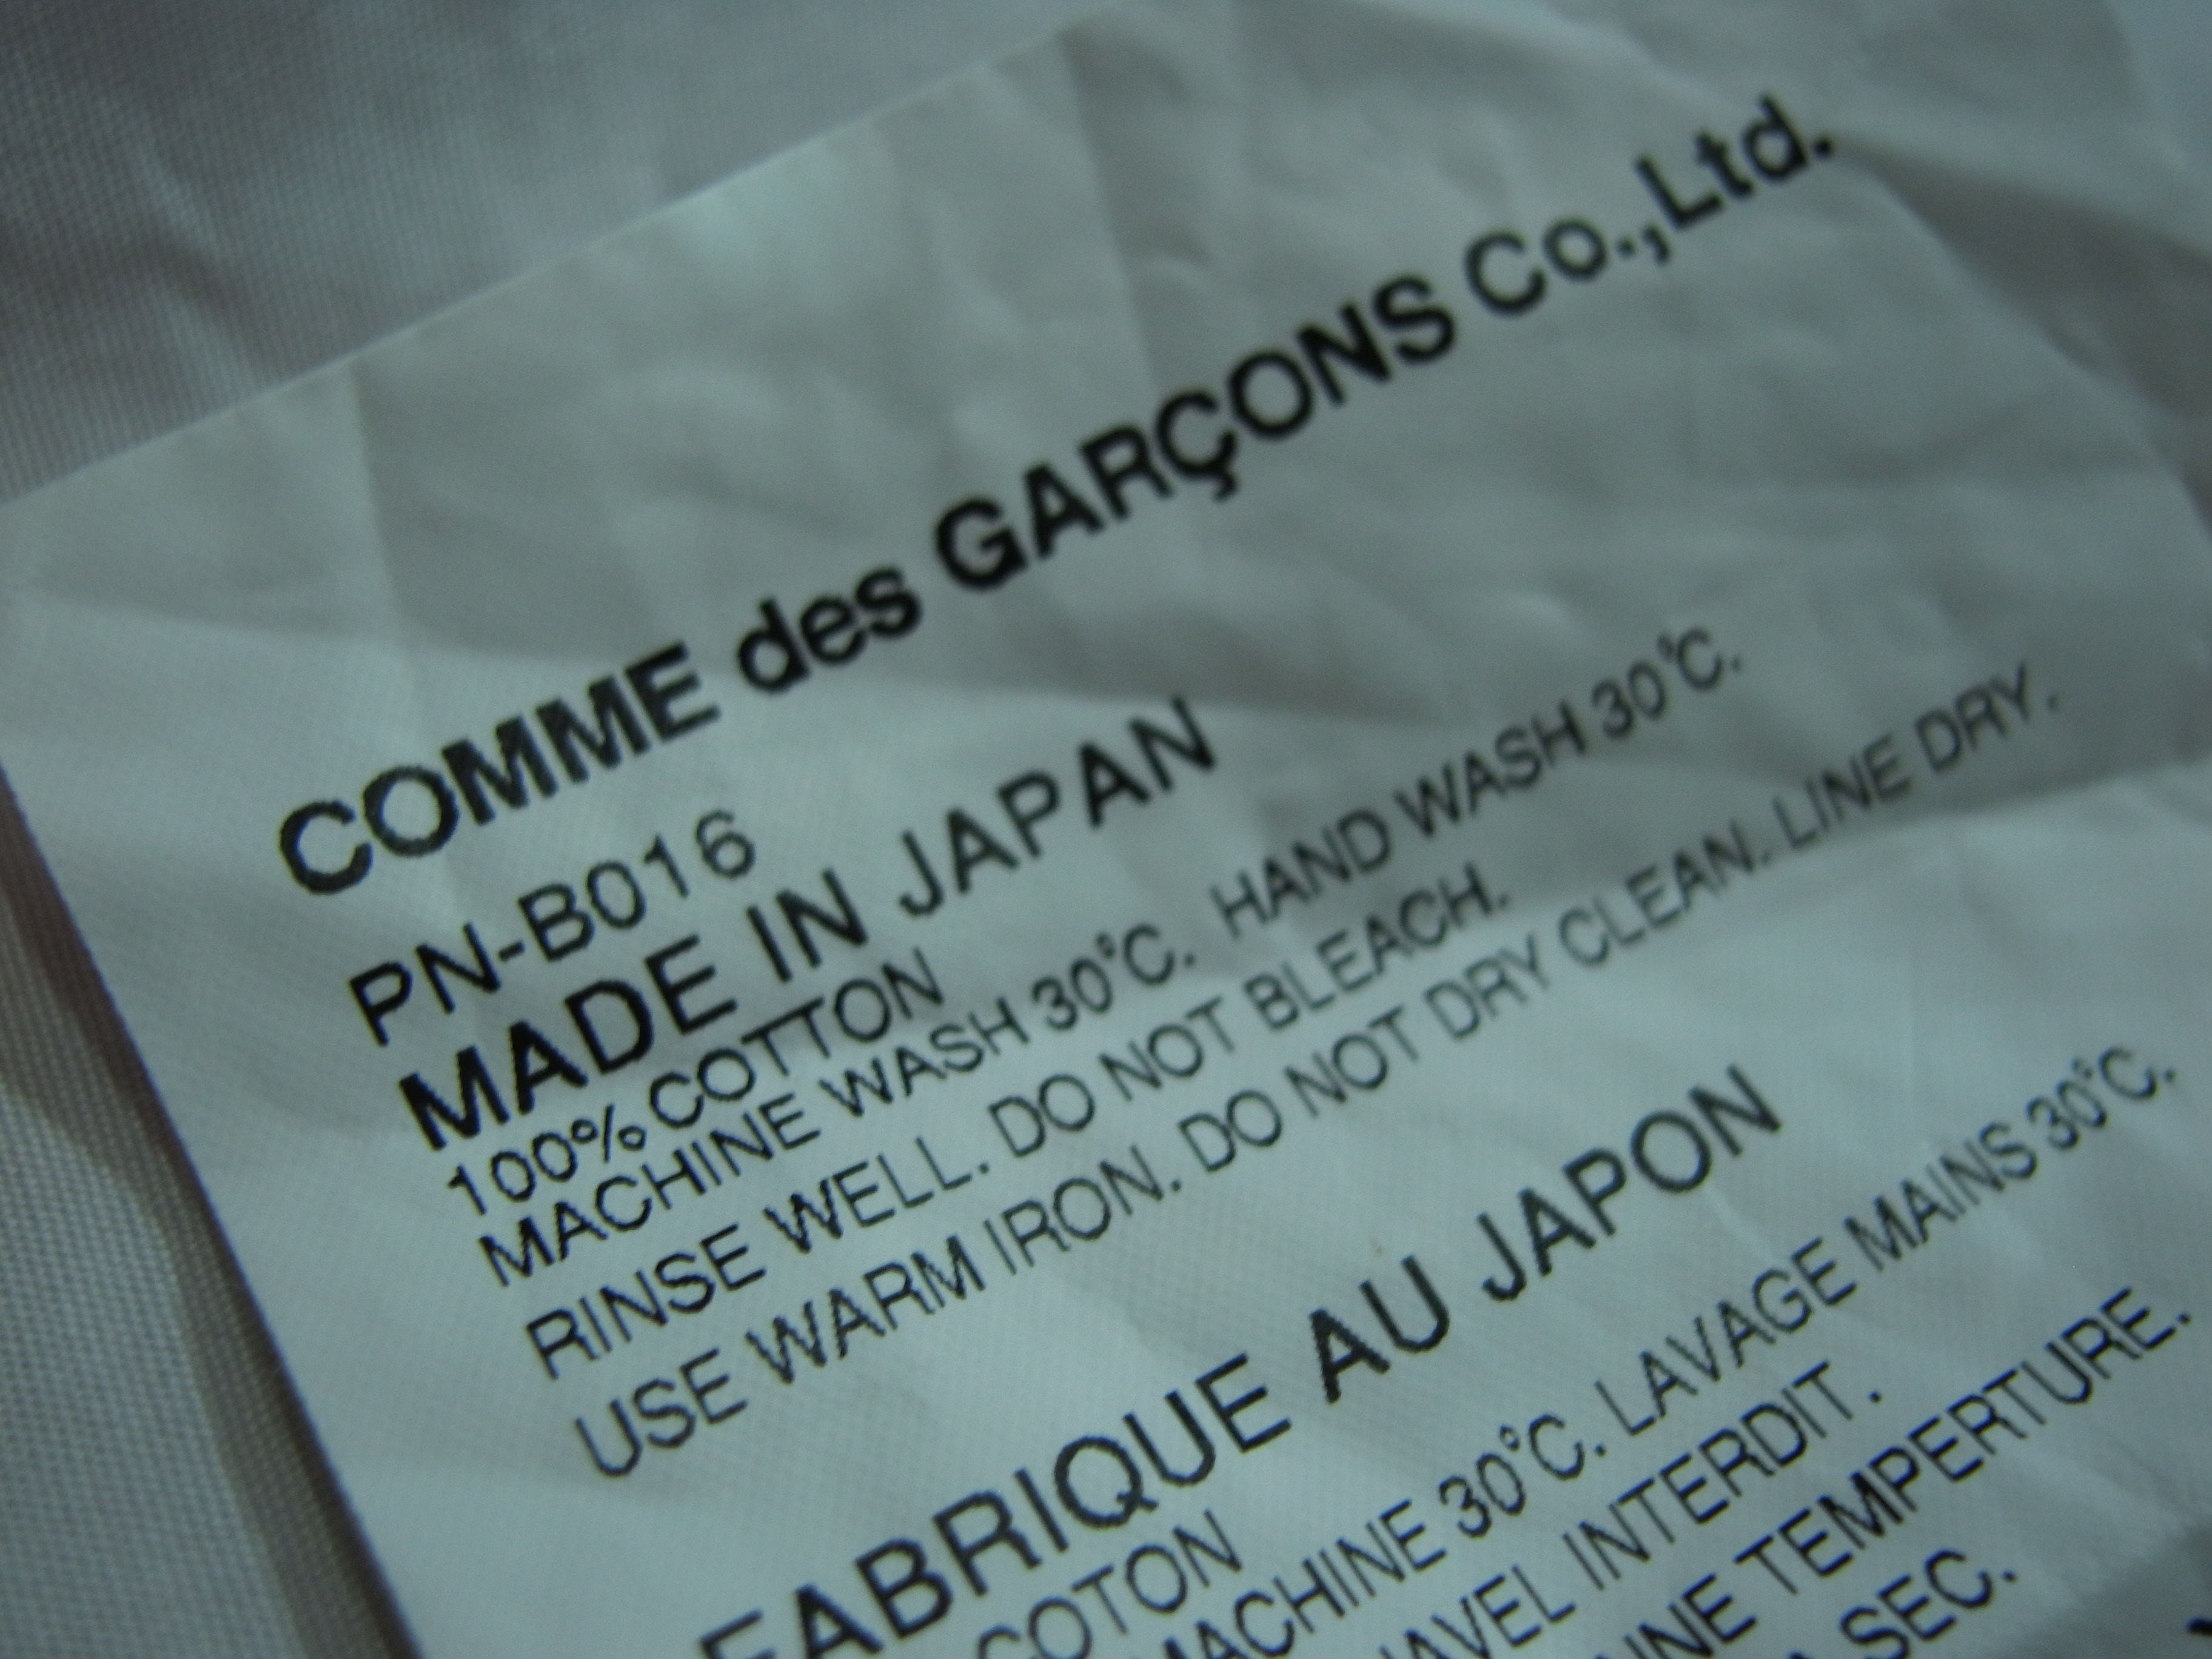 COMME des GARÇONS Co.,Ltd.
PN-B016
MADE IN JAPAN
100% COTTON
MACHINE WASH 30℃. HAND WASH 30℃.
RINSE WELL. DO NOT BLEACH.
USE WARM IRON. DO NOT DRY CLEAN. LINE DRY.
FABRIQUE AU JAPON
COTON
MACHINE 30℃. LAVAGE MAINS 30℃.
JAVEL INTERDIT.
TEMPERTURE.
SEC.